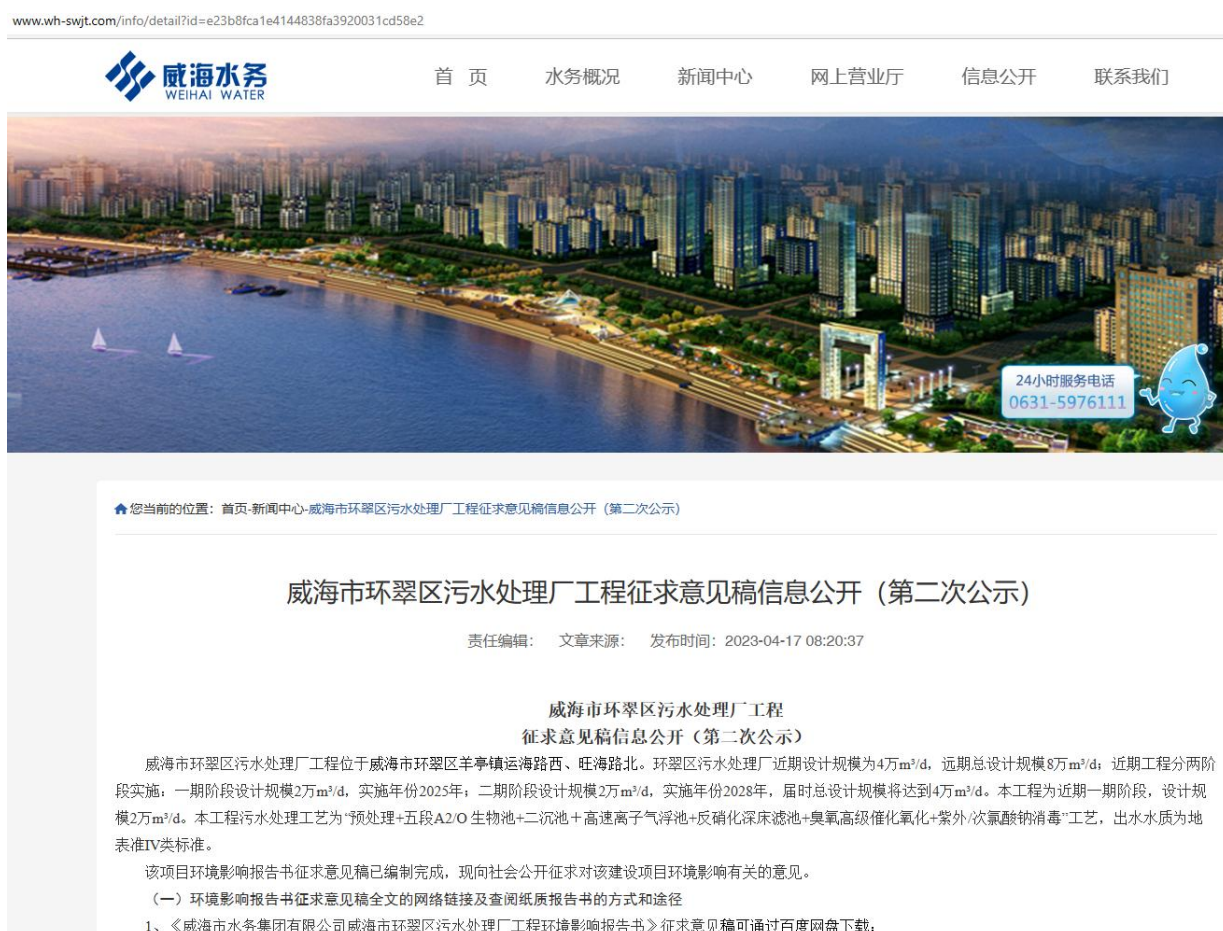 www.wh-swjt.com/info/detail?id=e23b8fca1e4144838fa3920031cd58e2
威海水务
WEIHAI WATER
首 页 水务概况 新闻中心 网上营业厅 信息公开 联系我们
24小时服务电话
0631-5976111
您当前的位置：首页-新闻中心-威海市环翠区污水处理厂工程征求意见稿信息公开（第二次公示）
威海市环翠区污水处理厂工程征求意见稿信息公开（第二次公示）
责任编辑： 文章来源： 发布时间：2023-04-17 08:20:37
威海市环翠区污水处理厂工程
征求意见稿信息公开（第二次公示）
威海市环翠区污水处理厂工程位于威海市环翠区羊亭镇运海路西、旺海路北。环翠区污水处理厂近期设计规模为4万m³/d，远期总设计规模8万m³/d；近期工程分两阶
段实施：一期阶段设计规模2万m³/d，实施年份2025年；二期阶段设计规模2万m³/d，实施年份2028年，届时总设计规模将达到4万m³/d。本工程为近期一期阶段，设计规
模2万m³/d。本工程污水处理工艺为“预处理+五段A2/O 生物池+二沉池＋高速离子气浮池+反硝化深床滤池+臭氧高级催化氧化+紫外/次氯酸钠消毒”工艺，出水水质为地
表准IV类标准。
该项目环境影响报告书征求意见稿已编制完成，现向社会公开征求对该建设项目环境影响有关的意见。
（一）环境影响报告书征求意见稿全文的网络链接及查阅纸质报告书的方式和途径
1、《威海市水务集团有限公司威海市环翠区污水处理厂工程环境影响报告书》征求意见稿可通过百度网盘下载：